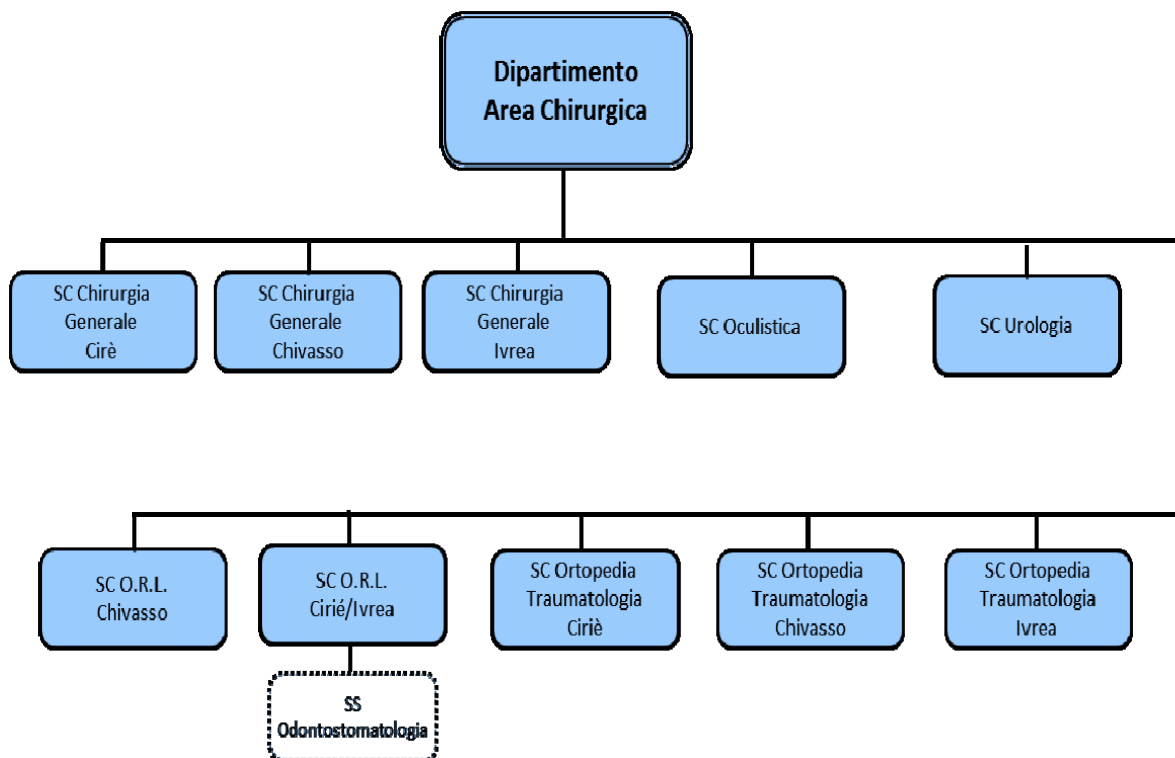 Dipartimento
Area Chirurgica
SC Chirurgia
Generale
Cirè
SC Chirurgia
Generale
Chivasso
SC Chirurgia
Generale
Ivrea
SC Oculistica
SC Urologia
SC O.R.L.
Chivasso
SC O.R.L.
Cirié/Ivrea
SC Ortopedia
Traumatologia
Ciriè
SC Ortopedia
Traumatologia
Chivasso
SC Ortopedia
Traumatologia
Ivrea
SS
Odontostomatologia